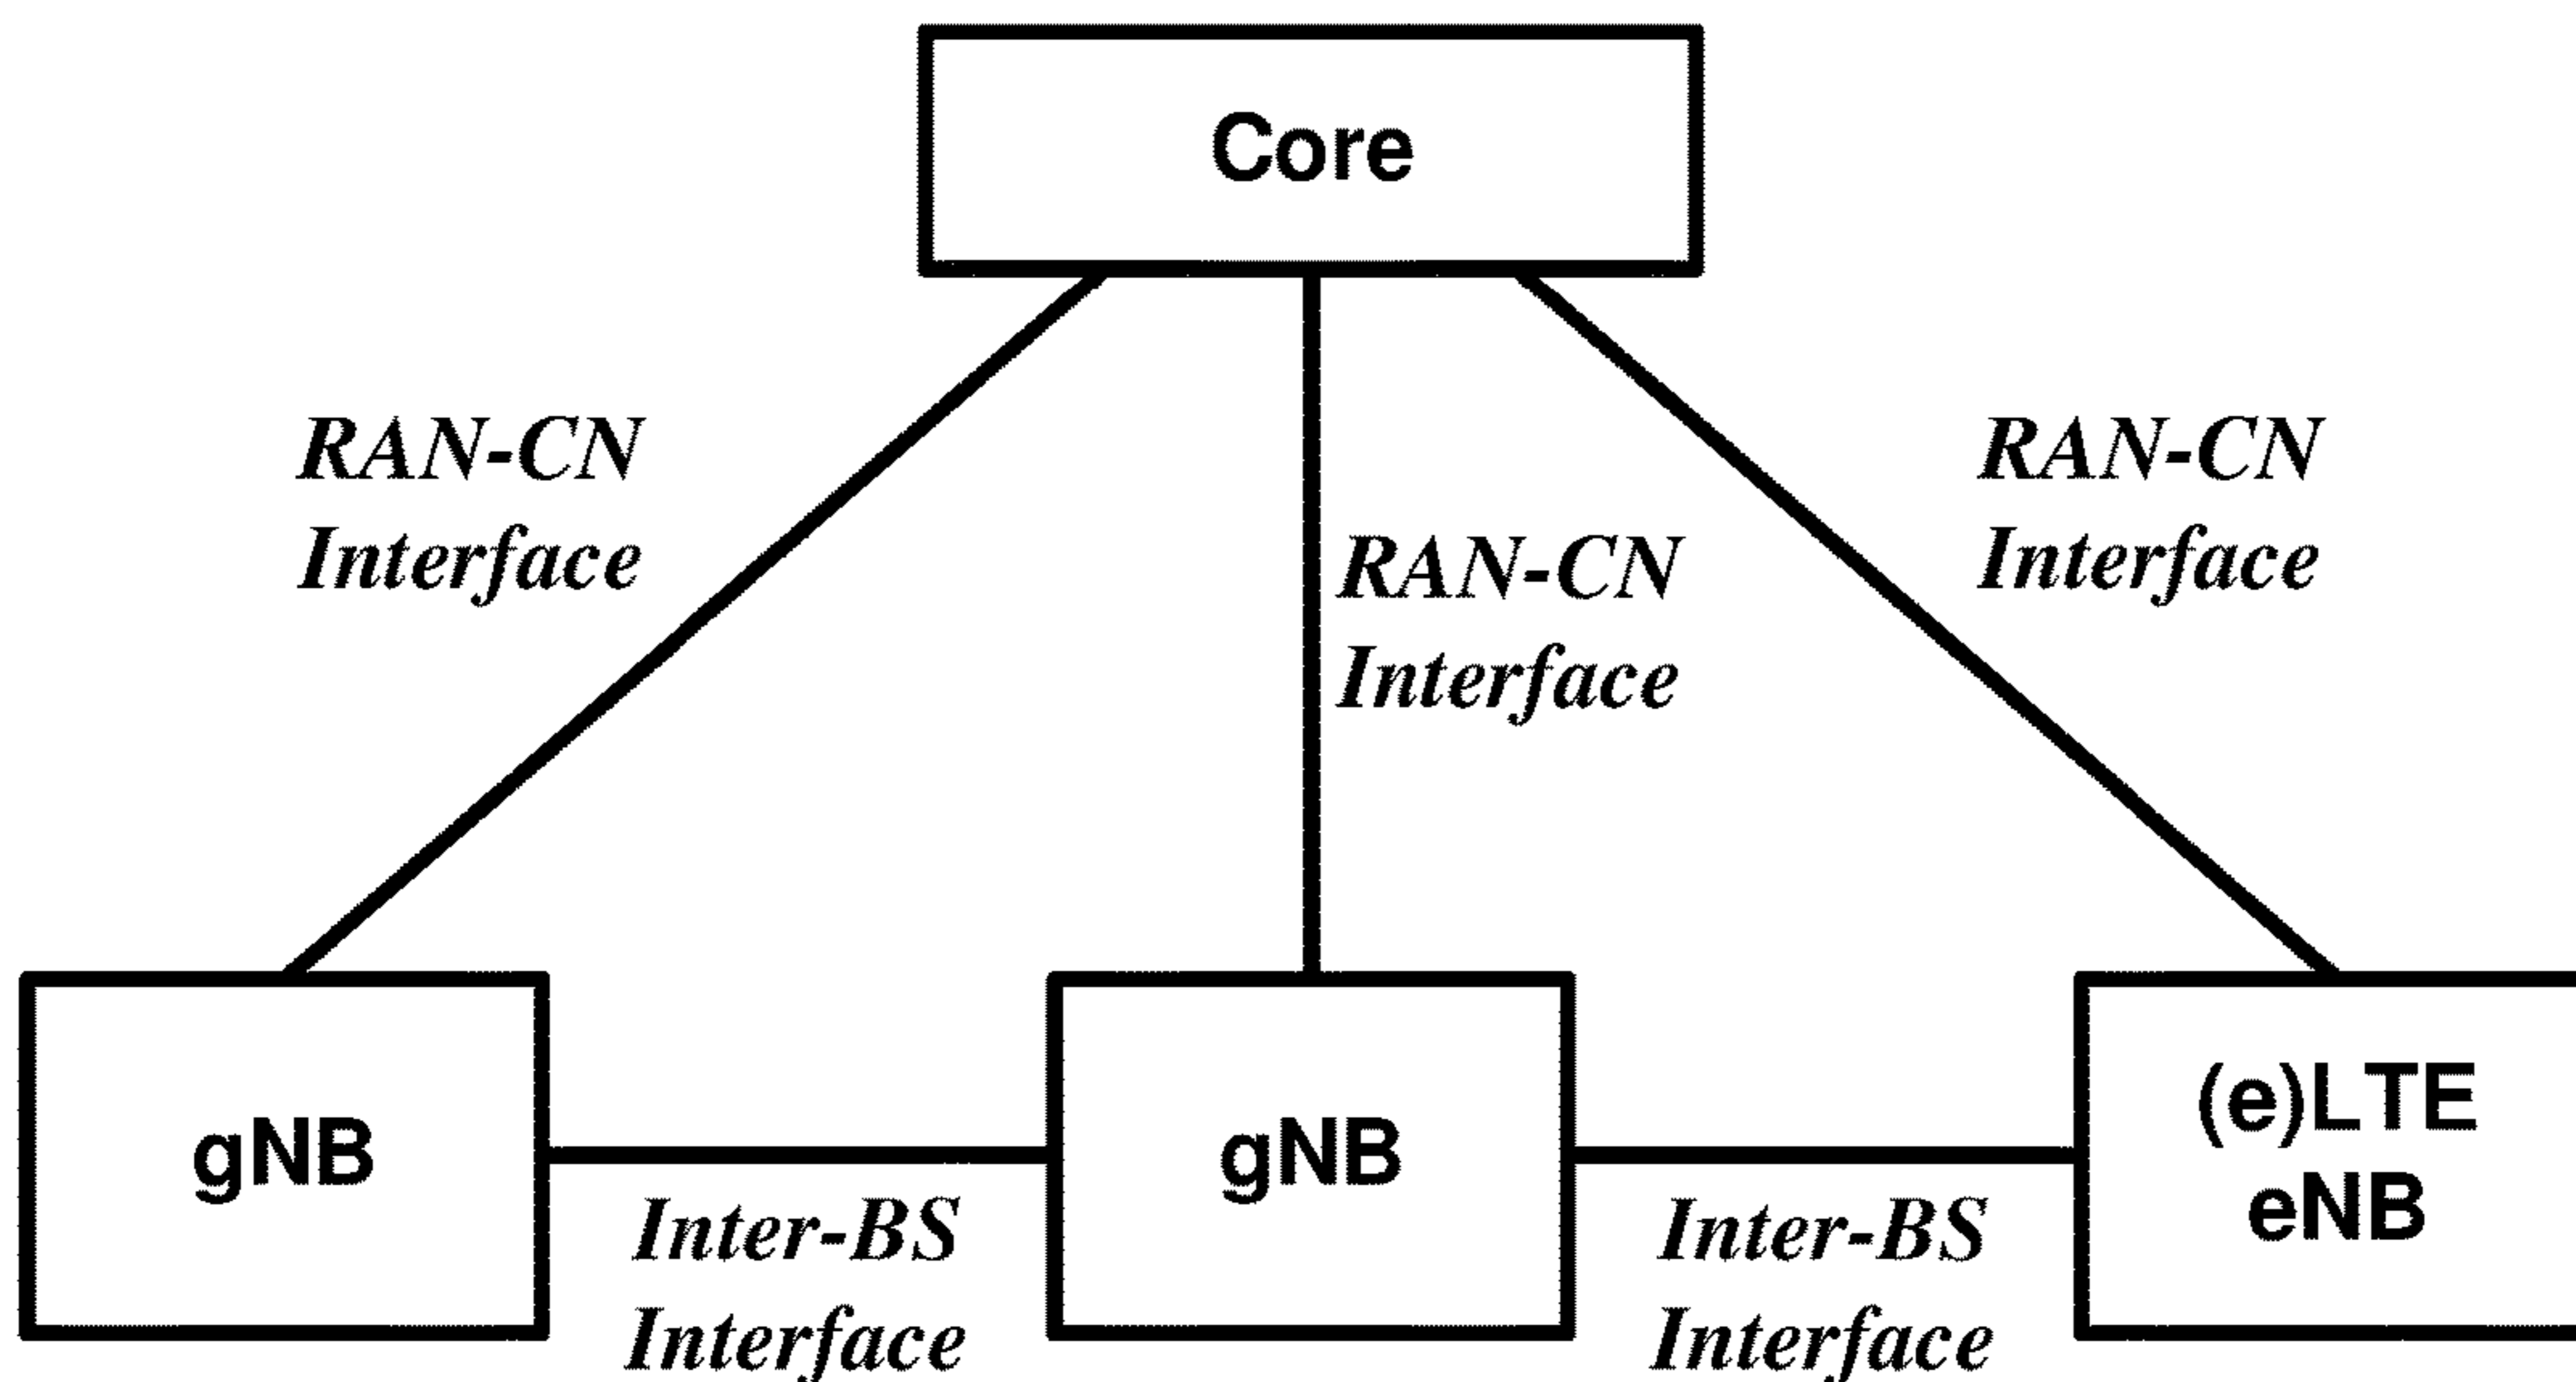 Core
RAN-CN
Interface
RAN-CN
Interface
RAN-CN
Interface
gNB
gNB
(e)LTE
eNB
Inter-BS
Interface
Inter-BS
Interface